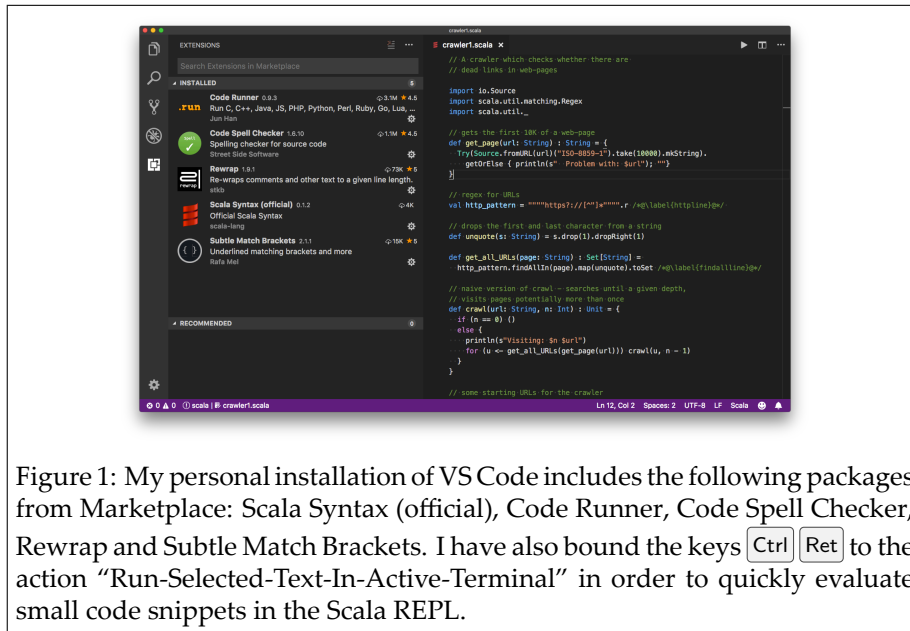 crawler1.scala
EXTENSIONS
Search Extensions in Marketplace
INSTALLED 5
Code Runner 0.9.3 3.1M ★4.5
.run
Run C, C++, Java, JS, PHP, Python, Perl, Ruby, Go, Lua, ...
Jun Han
Code Spell Checker 1.6.10 1.1M ★4.5
Spelling checker for source code
Street Side Software
Rewrap 1.9.1 73K ★5
rewrap
Re-wraps comments and other text to a given line length.
stkb
Scala Syntax (official) 0.1.2 4K
Official Scala Syntax
scala-lang
Subtle Match Brackets 2.1.1 16K ★5
Underlined matching brackets and more
Rafa Mel
RECOMMENDED 0
crawler1.scala ×
// A crawler which checks whether there are
// dead links in web-pages
import io.Source
import scala.util.matching.Regex
import scala.util._
// gets the first 10K of a web-page
def get_page(url: String) : String = {
Try(Source.fromURL(url)("ISO-8859-1").take(10000).mkString).
getOrElse { println(s" Problem with: $url"); ""}
}
// regex for URLs
val http_pattern = """"https?://[^"]*"""".r /*@\label{httpline}@*/
// drops the first and last character from a string
def unquote(s: String) = s.drop(1).dropRight(1)
def get_all_URLs(page: String) : Set[String] =
http_pattern.findAllIn(page).map(unquote).toSet /*@\label{findallline}@*/
// naive version of crawl - searches until a given depth,
// visits pages potentially more than once
def crawl(url: String, n: Int) : Unit = {
if (n == 0) ()
else {
println(s"Visiting: $n $url")
for (u <- get_all_URLs(get_page(url))) crawl(u, n - 1)
}
}
// some starting URLs for the crawler
0 0 scala | crawler1.scala
Ln 12, Col 2 Spaces: 2 UTF-8 LF Scala
Figure 1: My personal installation of VS Code includes the following packages
from Marketplace: Scala Syntax (official), Code Runner, Code Spell Checker,
Rewrap and Subtle Match Brackets. I have also bound the keys Ctrl Ret to the
action “Run-Selected-Text-In-Active-Terminal” in order to quickly evaluate
small code snippets in the Scala REPL.